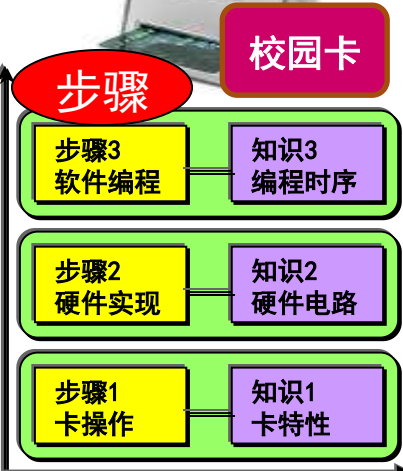 校园卡
步骤
步骤3
软件编程
知识3
编程时序
步骤2
硬件实现
知识2
硬件电路
步骤1
卡操作
知识1
卡特性